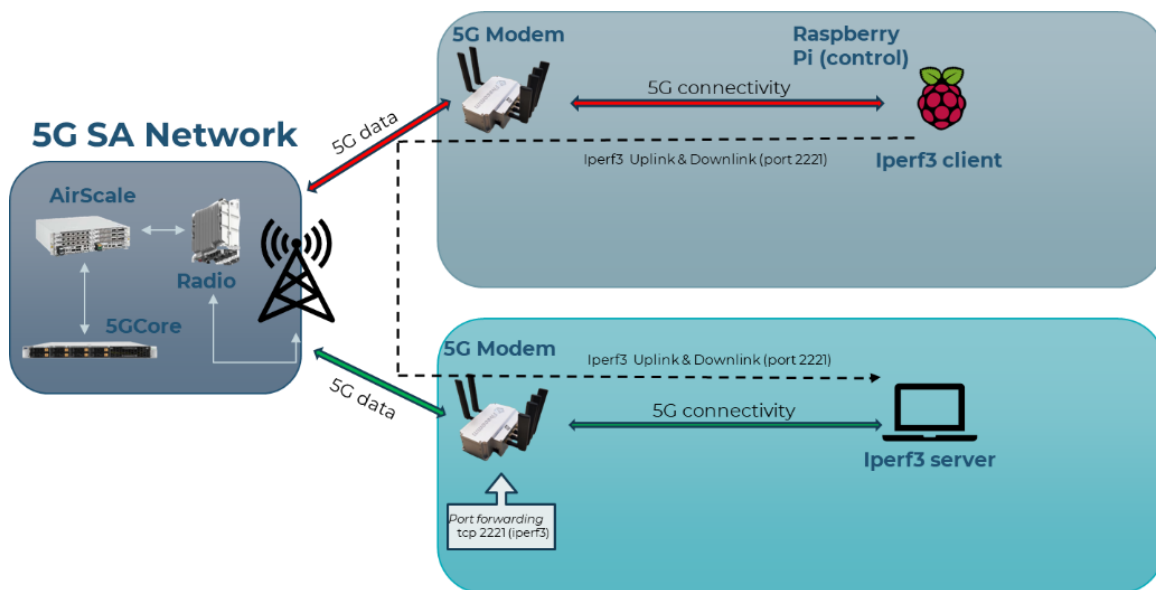 5G SA Network
AirScale
Radio
5GCore
5G data
5G data
5G Modem
Raspberry
Pi (control)
5G connectivity
Iperf3 Uplink & Downlink (port 2221)
Iperf3 client
5G Modem
Iperf3 Uplink & Downlink (port 2221)
5G connectivity
Iperf3 server
Port forwarding
tcp 2221 (iperf3)